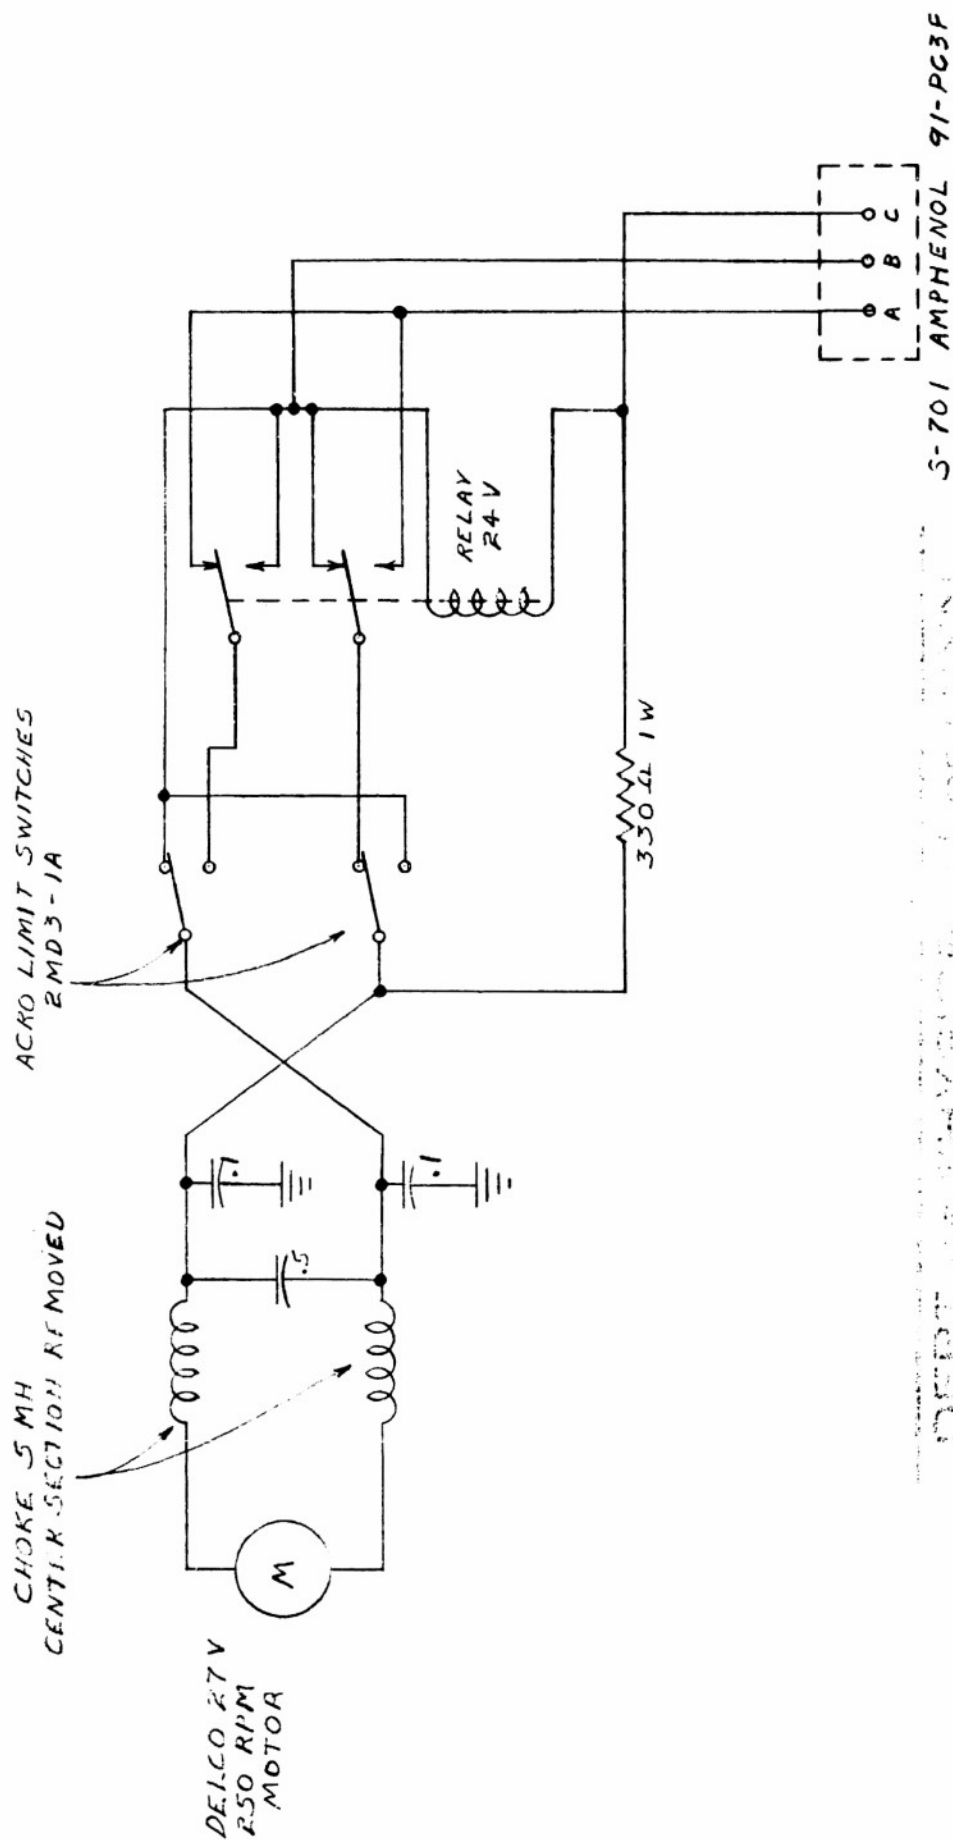 CHOKE 5 MH
CENTER SECTION REMOVED
ACRO LIMIT SWITCHES
2MD3-1A
DELCO 27V
250 RPM
MOTOR
M
.5
.1
.1
RELAY
24V
330Ω 1W
A
B
C
S-701 AMPHENOL 91-PC3F